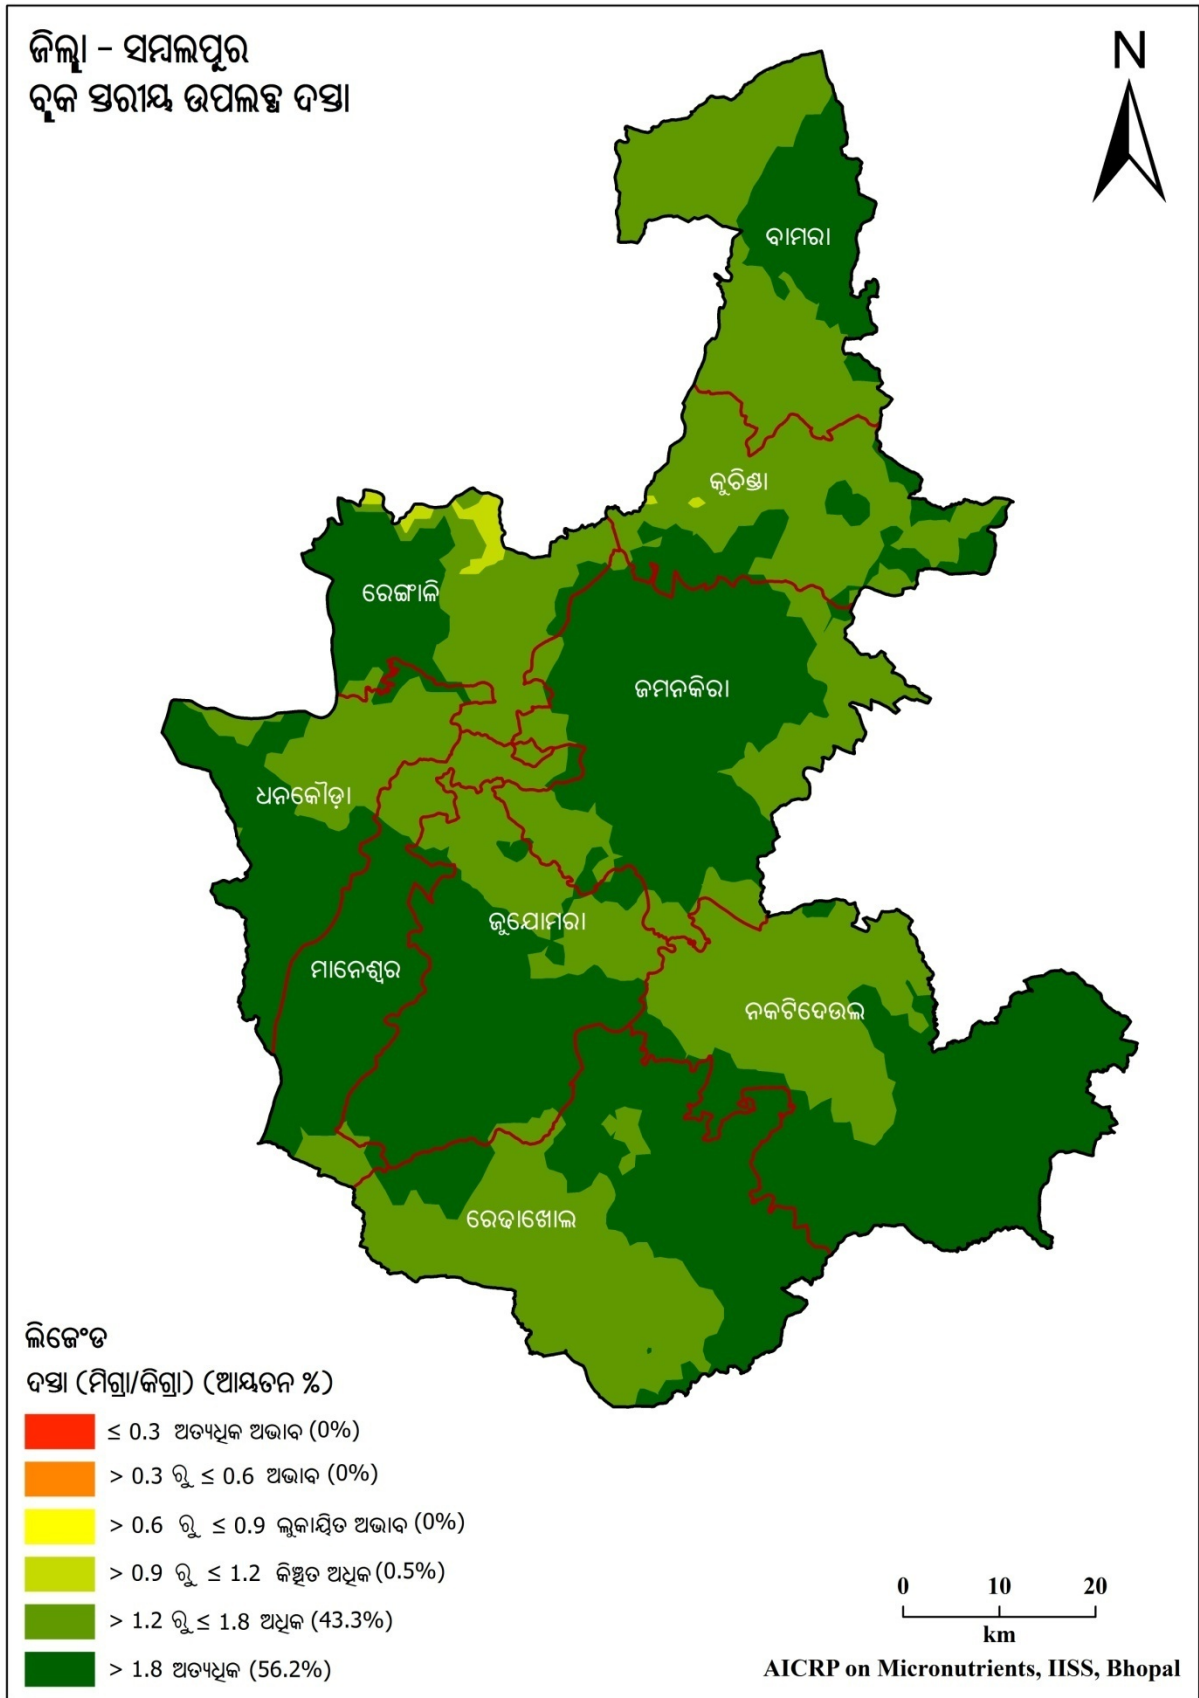 ଜିଲ୍ଲା - ସମ୍ବଲପୁର
ବ୍ଲକ ସ୍ତରୀୟ ଉପଲବ୍ଧ ଦସ୍ତା
N
ବାମରା
କୁଚିଣ୍ଡା
ରେଙ୍ଗାଳି
ଜମନକିରା
ଧନକୌଡ଼ା
ଜୁଯୋମରା
ମାନେଶ୍ୱର
ନକଟିଦେଉଲ
ରେଢାଖୋଲ
ଲିଜେଂଡ
ଦସ୍ତା (ମିଗ୍ରା/କିଗ୍ରା) (ଆୟତନ %)
≤ 0.3 ଅତ୍ୟଧିକ ଅଭାବ (0%)
> 0.3 ରୁ ≤ 0.6 ଅଭାବ (0%)
> 0.6 ରୁ ≤ 0.9 ଲୁକାୟିତ ଅଭାବ (0%)
> 0.9 ରୁ ≤ 1.2 କିଞ୍ଚିତ ଅଧିକ (0.5%)
> 1.2 ରୁ ≤ 1.8 ଅଧିକ (43.3%)
> 1.8 ଅତ୍ୟଧିକ (56.2%)
0 10 20
km
AICRP on Micronutrients, IISS, Bhopal